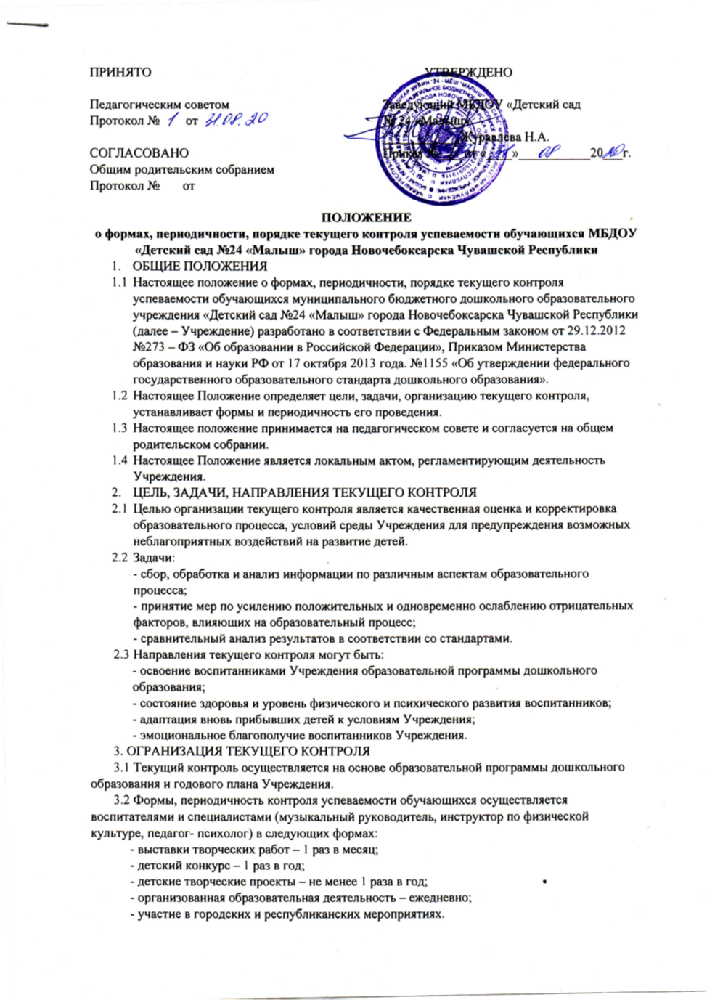 ПРИНЯТО
УТВЕРЖДЕНО
Педагогическим советом
Протокол № 1 от 31.08.20
Заведующий МБДОУ «Детский сад
№ 24 «Малыш»
Журавлева Н.А.
Приказ № от « » 08 2020 г.
СОГЛАСОВАНО
Общим родительским собранием
Протокол № от
ПОЛОЖЕНИЕ
о формах, периодичности, порядке текущего контроля успеваемости обучающихся МБДОУ
«Детский сад №24 «Малыш» города Новочебоксарска Чувашской Республики
1. ОБЩИЕ ПОЛОЖЕНИЯ
1.1 Настоящее положение о формах, периодичности, порядке текущего контроля
успеваемости обучающихся муниципального бюджетного дошкольного образовательного
учреждения «Детский сад №24 «Малыш» города Новочебоксарска Чувашской Республики
(далее – Учреждение) разработано в соответствии с Федеральным законом от 29.12.2012
№273 – ФЗ «Об образовании в Российской Федерации», Приказом Министерства
образования и науки РФ от 17 октября 2013 года. №1155 «Об утверждении федерального
государственного образовательного стандарта дошкольного образования».
1.2 Настоящее Положение определяет цели, задачи, организацию текущего контроля,
устанавливает формы и периодичность его проведения.
1.3 Настоящее положение принимается на педагогическом совете и согласуется на общем
родительском собрании.
1.4 Настоящее Положение является локальным актом, регламентирующим деятельность
Учреждения.
2. ЦЕЛЬ, ЗАДАЧИ, НАПРАВЛЕНИЯ ТЕКУЩЕГО КОНТРОЛЯ
2.1 Целью организации текущего контроля является качественная оценка и корректировка
образовательного процесса, условий среды Учреждения для предупреждения возможных
неблагоприятных воздействий на развитие детей.
2.2 Задачи:
- сбор, обработка и анализ информации по различным аспектам образовательного
процесса;
- принятие мер по усилению положительных и одновременно ослаблению отрицательных
факторов, влияющих на образовательный процесс;
- сравнительный анализ результатов в соответствии со стандартами.
2.3 Направления текущего контроля могут быть:
- освоение воспитанниками Учреждения образовательной программы дошкольного
образования;
- состояние здоровья и уровень физического и психического развития воспитанников;
- адаптация вновь прибывших детей к условиям Учреждения;
- эмоциональное благополучие воспитанников Учреждения.
3. ОГРАНИЗАЦИЯ ТЕКУЩЕГО КОНТРОЛЯ
3.1 Текущий контроль осуществляется на основе образовательной программы дошкольного
образования и годового плана Учреждения.
3.2 Формы, периодичность контроля успеваемости обучающихся осуществляется
воспитателями и специалистами (музыкальный руководитель, инструктор по физической
культуре, педагог- психолог) в следующих формах:
- выставки творческих работ – 1 раз в месяц;
- детский конкурс – 1 раз в год;
- детские творческие проекты – не менее 1 раза в год;
- организованная образовательная деятельность – ежедневно;
- участие в городских и республиканских мероприятиях.